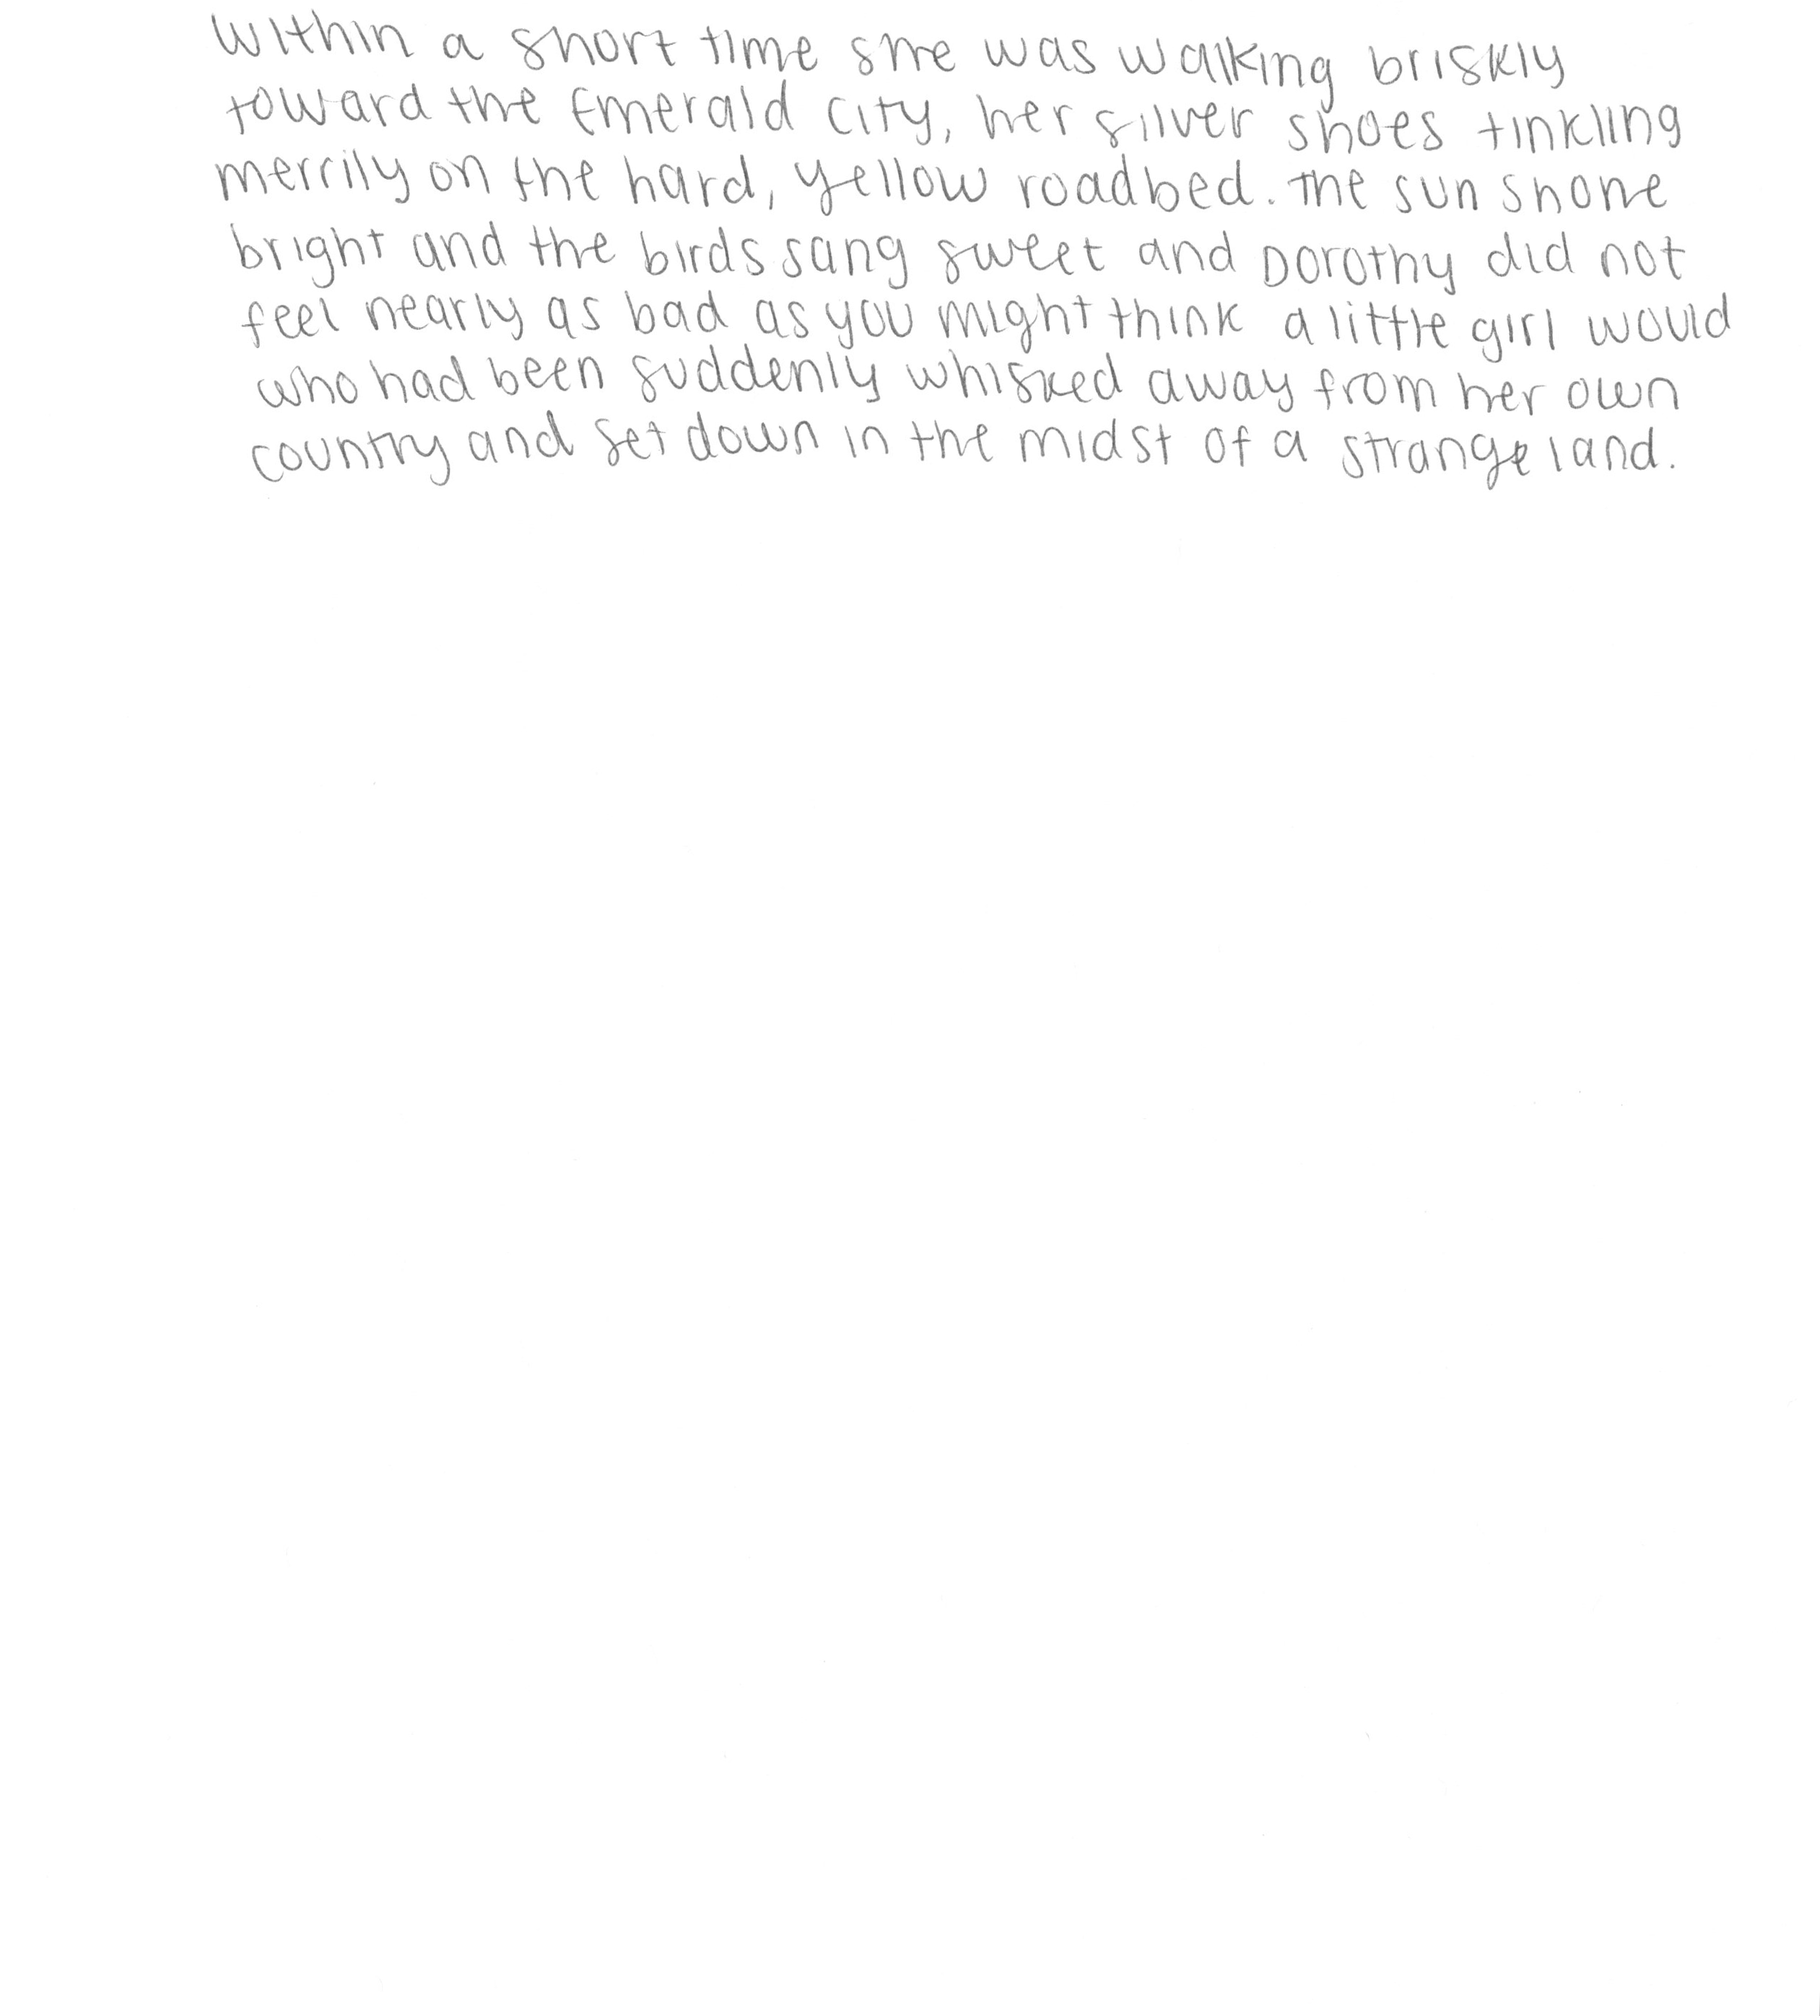 Within a short time she was walking briskly
toward the Emerald City, her silver shoes tinkling
merrily on the hard, yellow roadbed. The sun shone
bright and the birds sang sweet and Dorothy did not
feel nearly as bad as you might think a little girl would
who had been suddenly whisked away from her own
country and set down in the midst of a strange land.